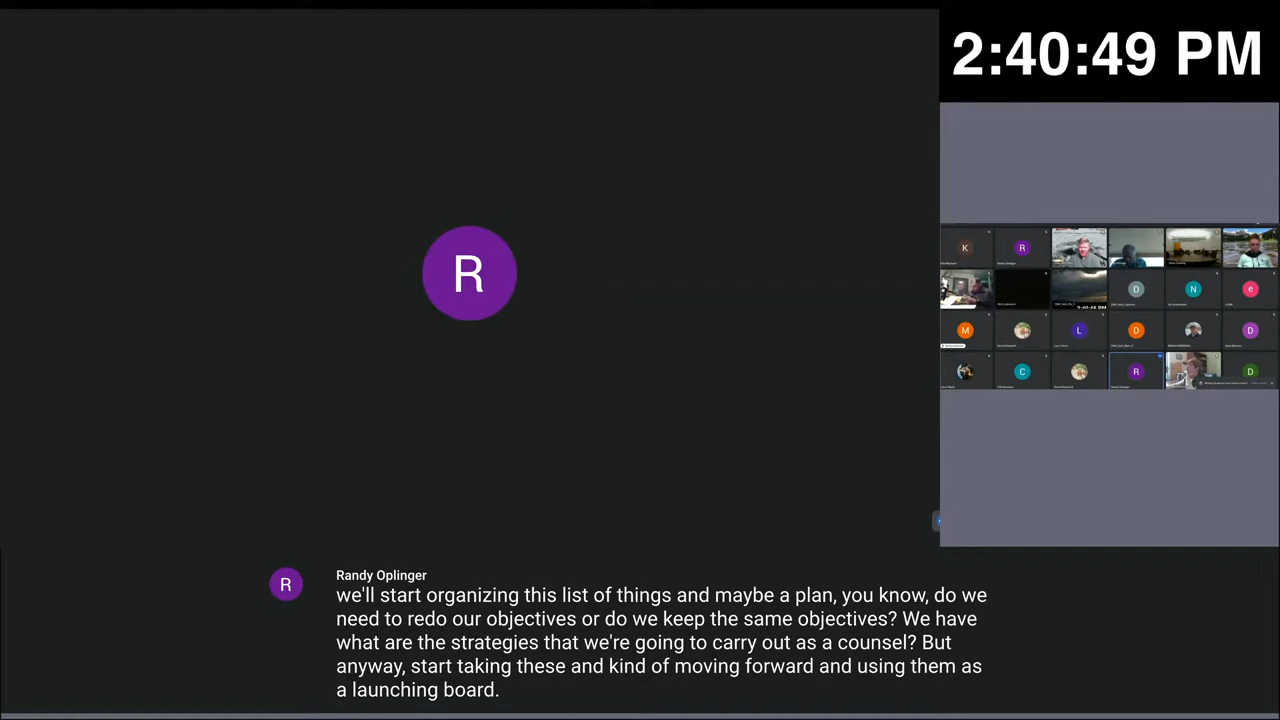 2:40:49 PM
R
K
R
D
N
e
M
L
D
D
C
R
D
R
Randy Oplinger
we'll start organizing this list of things and maybe a plan, you know, do we
need to redo our objectives or do we keep the same objectives? We have
what are the strategies that we're going to carry out as a counsel? But
anyway, start taking these and kind of moving forward and using them as
a launching board.